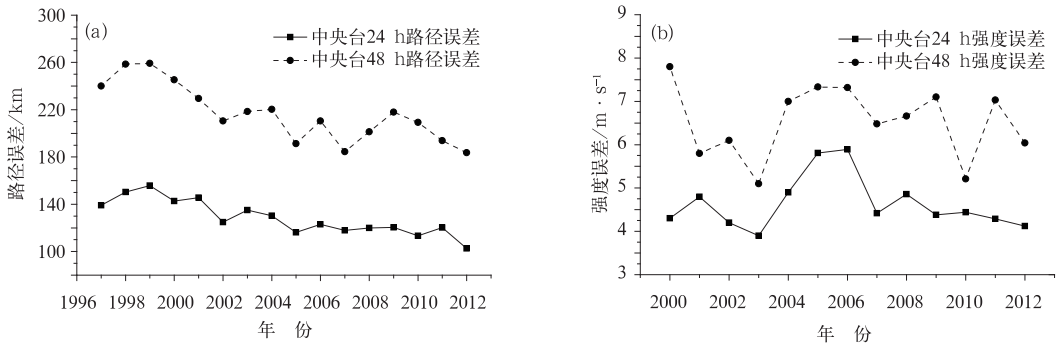 (a)
中央台24 h路径误差
中央台48 h路径误差
路径误差/km
300
260
220
180
140
100
1996 1998 2000 2002 2004 2006 2008 2010 2012
年 份
(b)
中央台24 h强度误差
中央台48 h强度误差
强度误差/m · s⁻¹
9
8
7
6
5
4
3
2000 2002 2004 2006 2008 2010 2012
年 份